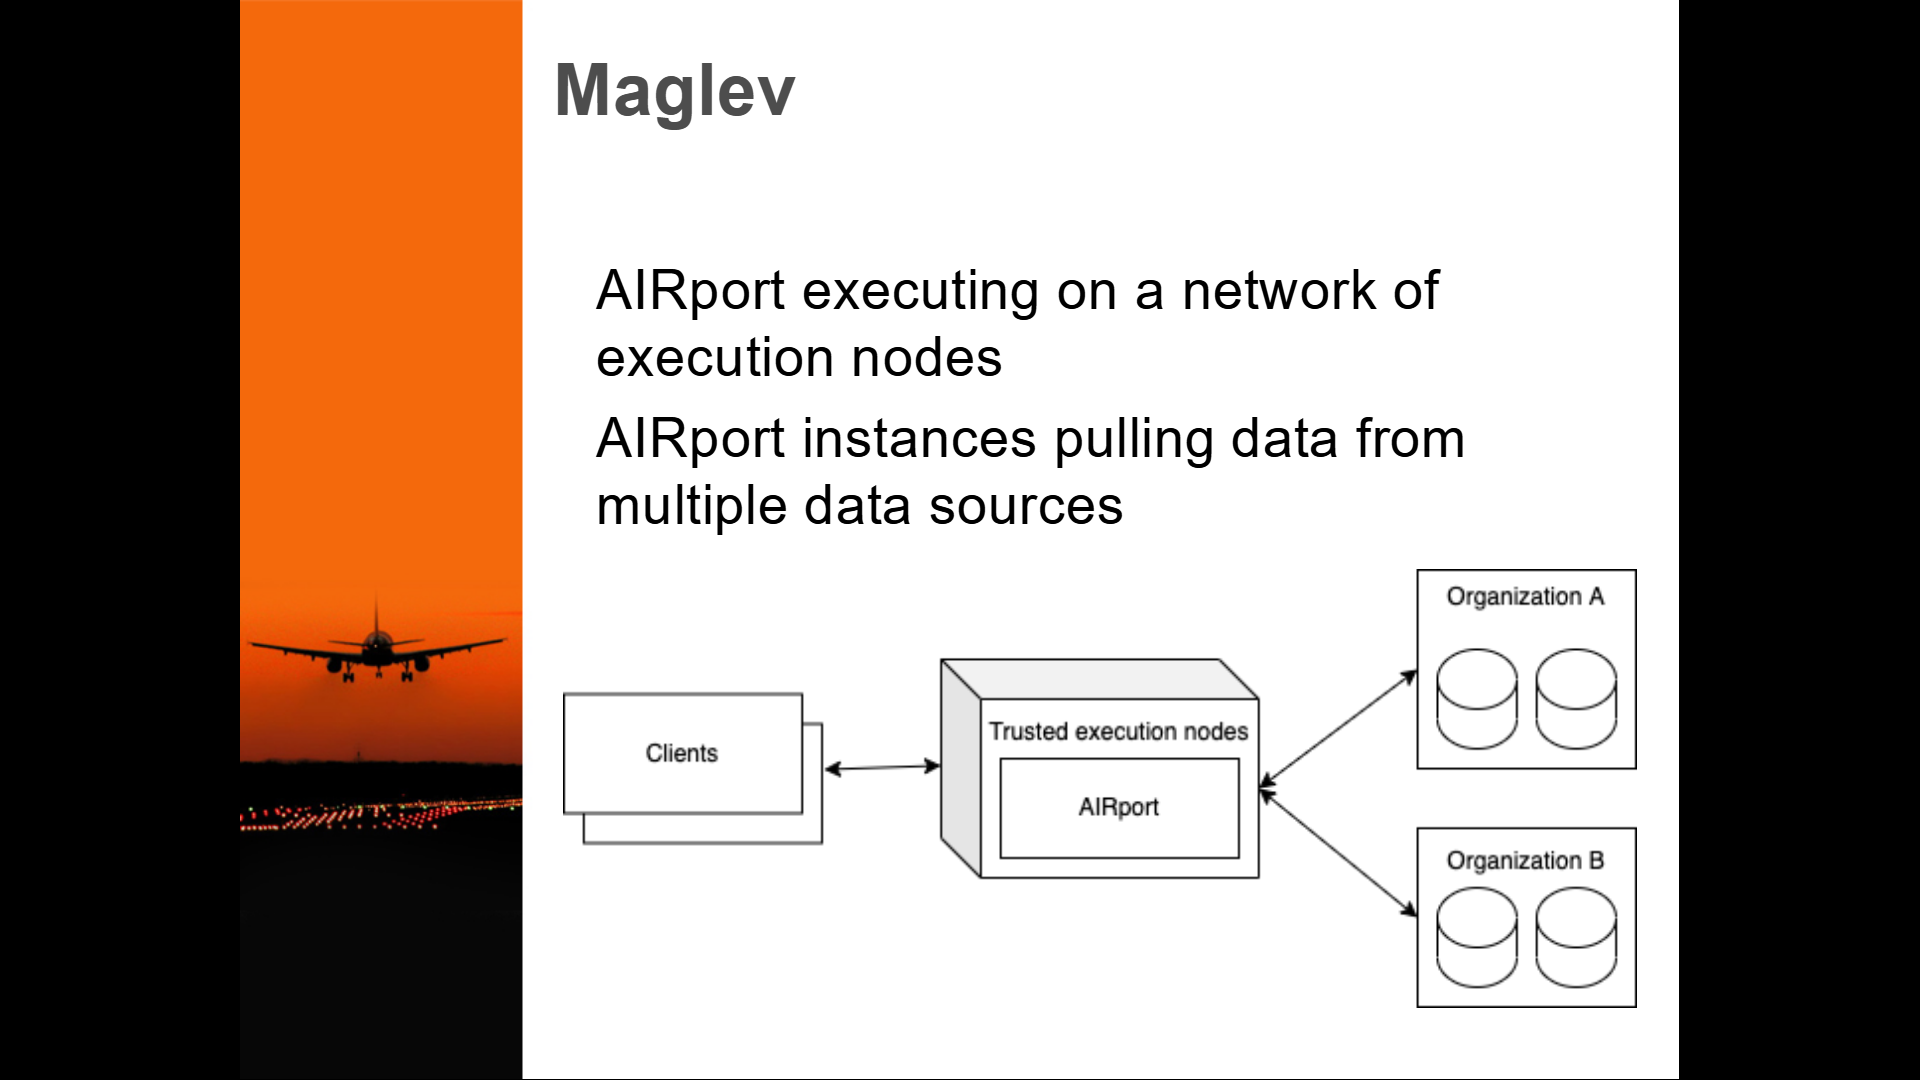 Maglev
AIRport executing on a network of
execution nodes
AIRport instances pulling data from
multiple data sources
Organization A
Clients
Trusted execution nodes
AIRport
Organization B